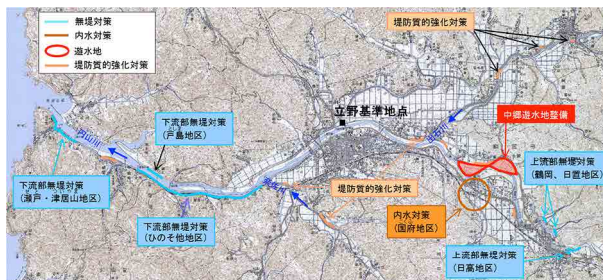 無堤対策
内水対策
遊水地
堤防質的強化対策
堤防質的強化対策
立野基準地点
下流部無堤対策
(戸島地区)
円山川
出石川
中郷遊水地整備
上流部無堤対策
(鶴岡、日置地区)
下流部無堤対策
(瀬戸・津居山地区)
奈佐川
堤防質的強化対策
下流部無堤対策
(ひのそ他地区)
内水対策
(国府地区)
上流部無堤対策
(日高地区)